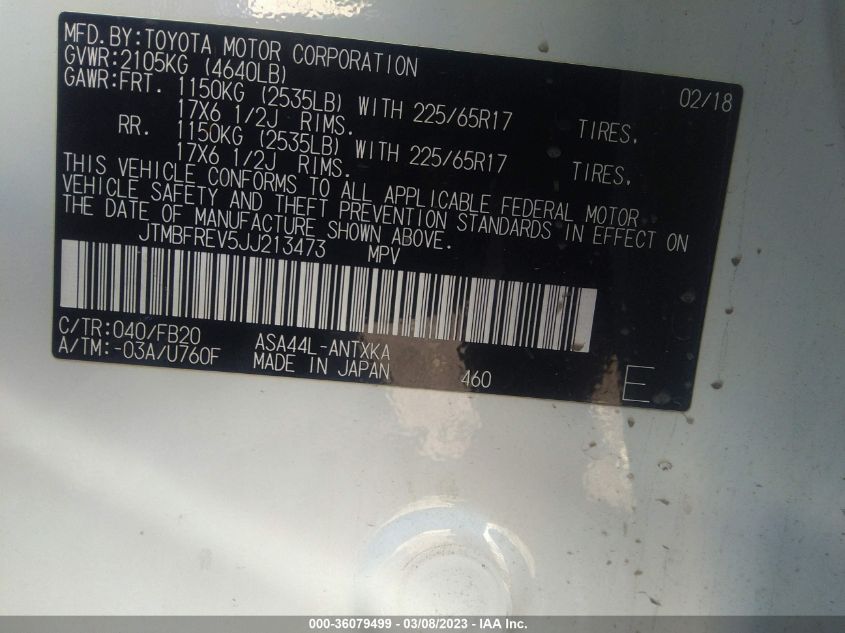 MFD.BY:TOYOTA MOTOR CORPORATION 02/18
GVWR:2105KG (4640LB)
GAWR:FRT. 1150KG (2535LB) WITH 225/65R17 TIRES,
17X6 1/2J RIMS.
RR. 1150KG (2535LB) WITH 225/65R17 TIRES,
17X6 1/2J RIMS.
THIS VEHICLE CONFORMS TO ALL APPLICABLE FEDERAL MOTOR
VEHICLE SAFETY AND THEFT PREVENTION STANDARDS IN EFFECT ON
THE DATE OF MANUFACTURE SHOWN ABOVE.
JTMBFREV5JJ213473 MPV
C/TR:040/FB20 ASA44L-ANTXKA
A/TM:-03A/U760F MADE IN JAPAN 460 E
000-36079499 - 03/08/2023 - IAA Inc.